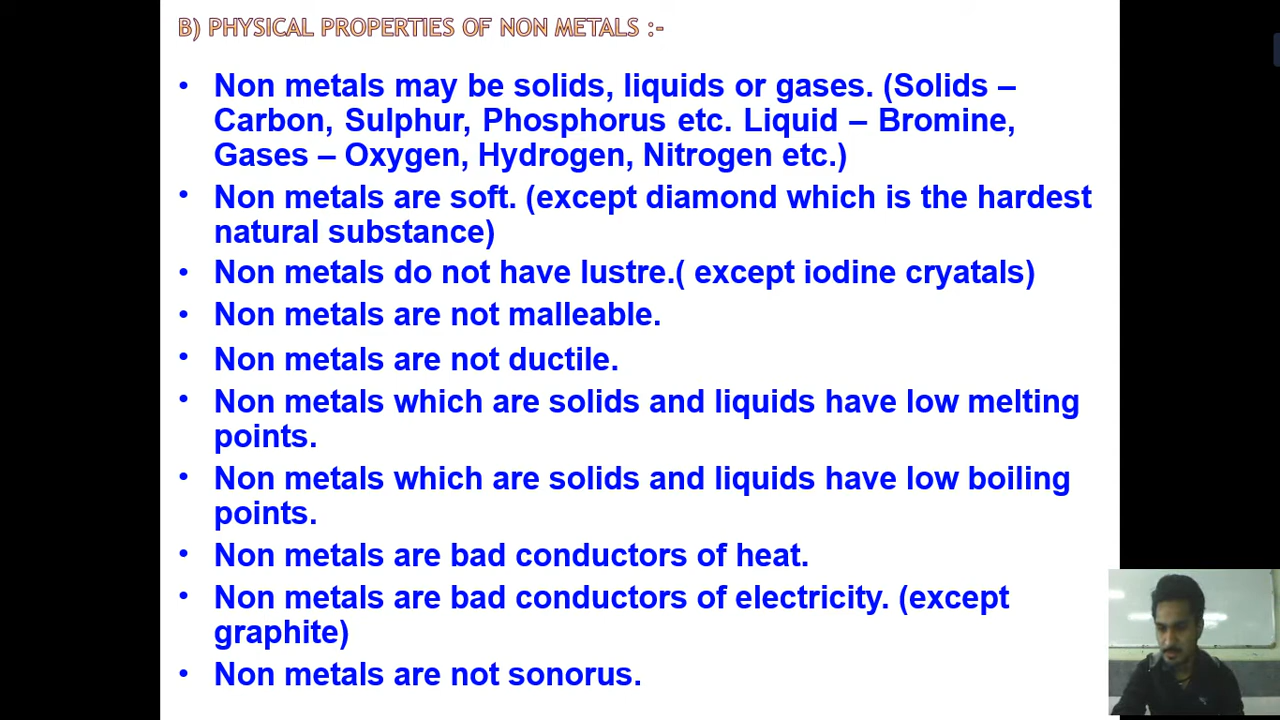 B) PHYSICAL PROPERTIES OF NON METALS :-
• Non metals may be solids, liquids or gases. (Solids –
Carbon, Sulphur, Phosphorus etc. Liquid – Bromine,
Gases – Oxygen, Hydrogen, Nitrogen etc.)
• Non metals are soft. (except diamond which is the hardest
natural substance)
• Non metals do not have lustre.( except iodine cryatals)
• Non metals are not malleable.
• Non metals are not ductile.
• Non metals which are solids and liquids have low melting
points.
• Non metals which are solids and liquids have low boiling
points.
• Non metals are bad conductors of heat.
• Non metals are bad conductors of electricity. (except
graphite)
• Non metals are not sonorus.